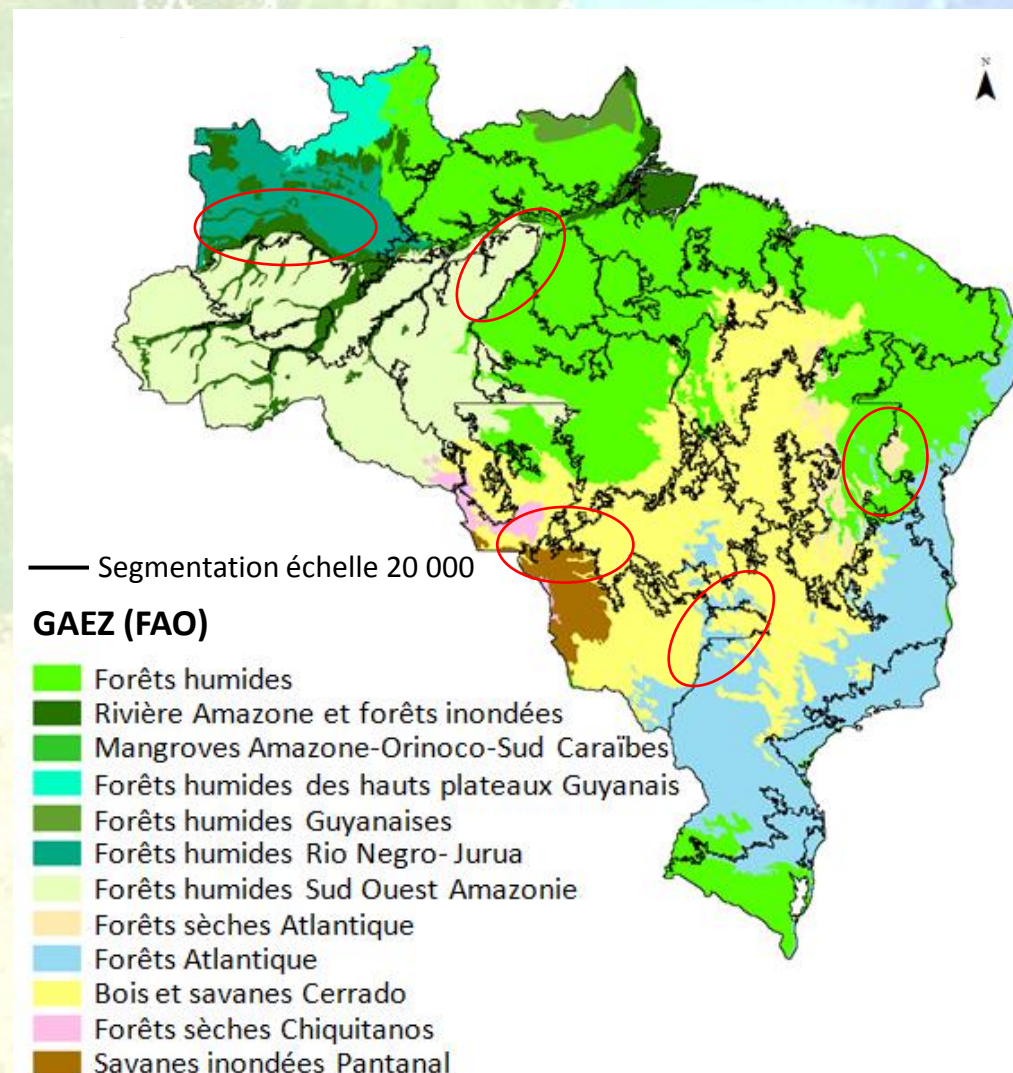 N
Segmentation échelle 20 000
GAEZ (FAO)
Forêts humides
Rivière Amazone et forêts inondées
Mangroves Amazone-Orinoco-Sud Caraïbes
Forêts humides des hauts plateaux Guyanais
Forêts humides Guyanaises
Forêts humides Rio Negro- Jurua
Forêts humides Sud Ouest Amazonie
Forêts sèches Atlantique
Forêts Atlantique
Bois et savanes Cerrado
Forêts sèches Chiquitanos
Savanes inondées Pantanal